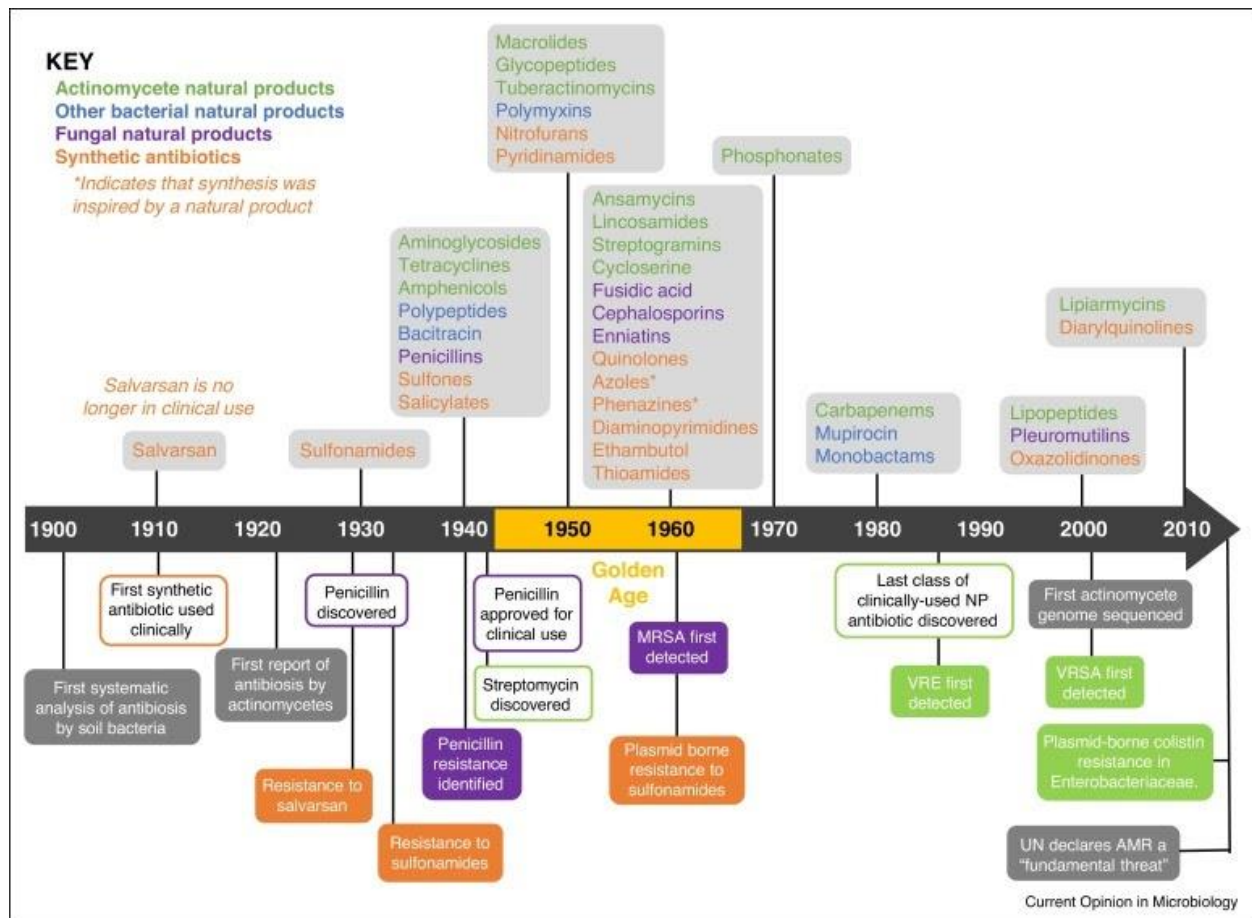 KEY
Actinomycete natural products
Other bacterial natural products
Fungal natural products
Synthetic antibiotics
*Indicates that synthesis was
inspired by a natural product
Macrolides
Glycopeptides
Tuberactinomycins
Polymyxins
Nitrofurans
Pyridinamides
Phosphonates
Aminoglycosides
Tetracyclines
Amphenicols
Polypeptides
Bacitracin
Penicillins
Sulfones
Salicylates
Ansamycins
Lincosamides
Streptogramins
Cycloserine
Fusidic acid
Cephalosporins
Enniatins
Quinolones
Azoles*
Phenazines*
Diaminopyrimidines
Ethambutol
Thioamides
Lipiarmycins
Diarylquinolines
Salvarsan is no
longer in clinical use
Salvarsan
Sulfonamides
Carbapenems
Mupirocin
Monobactams
Lipopeptides
Pleuromutilins
Oxazolidinones
1900 1910 1920 1930 1940 1950 1960 1970 1980 1990 2000 2010
Golden
Age
First synthetic
antibiotic used
clinically
Penicillin
discovered
Penicillin
approved for
clinical use
Last class of
clinically-used NP
antibiotic discovered
First actinomycete
genome sequenced
MRSA first
detected
First systematic
analysis of antibiosis
by soil bacteria
First report of
antibiosis by
actinomycetes
Streptomycin
discovered
VRE first
detected
VRSA first
detected
Resistance to
salvarsan
Penicillin
resistance
identified
Plasmid borne
resistance to
sulfonamides
Plasmid-borne colistin
resistance in
Enterobacteriaceae.
Resistance to
sulfonamides
UN declares AMR a
“fundamental threat”
Current Opinion in Microbiology